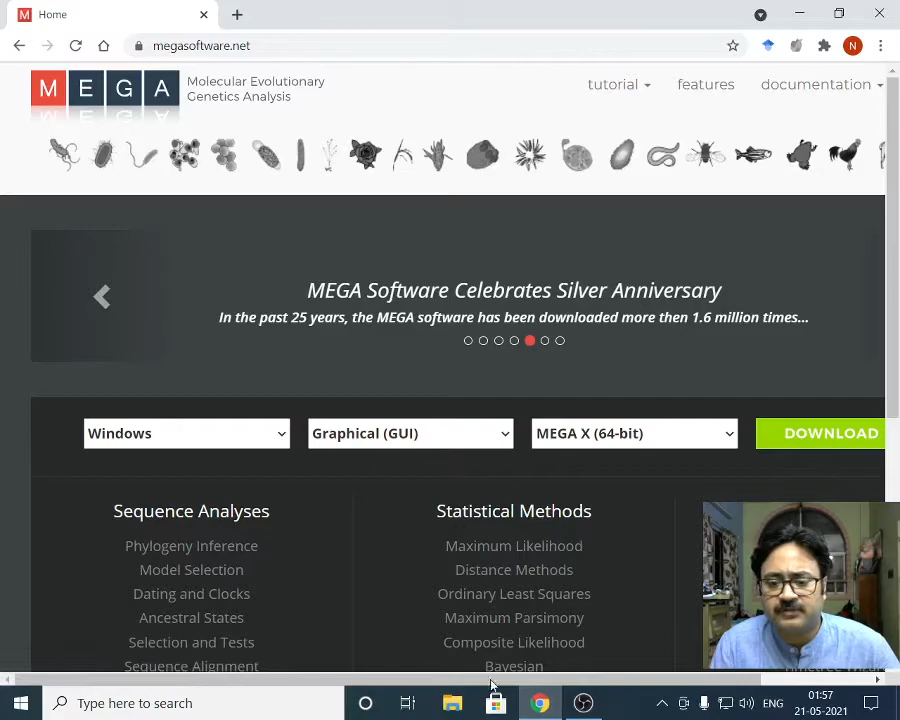 M Home
megasoftware.net
N
M E G A
Molecular Evolutionary
Genetics Analysis
tutorial
features
documentation
MEGA Software Celebrates Silver Anniversary
In the past 25 years, the MEGA software has been downloaded more then 1.6 million times...
Windows
Graphical (GUI)
MEGA X (64-bit)
DOWNLOAD
Sequence Analyses
Statistical Methods
Phylogeny Inference
Maximum Likelihood
Model Selection
Distance Methods
Dating and Clocks
Ordinary Least Squares
Ancestral States
Maximum Parsimony
Selection and Tests
Composite Likelihood
Sequence Alignment
Bayesian
Type here to search
ENG
01:57
21-05-2021